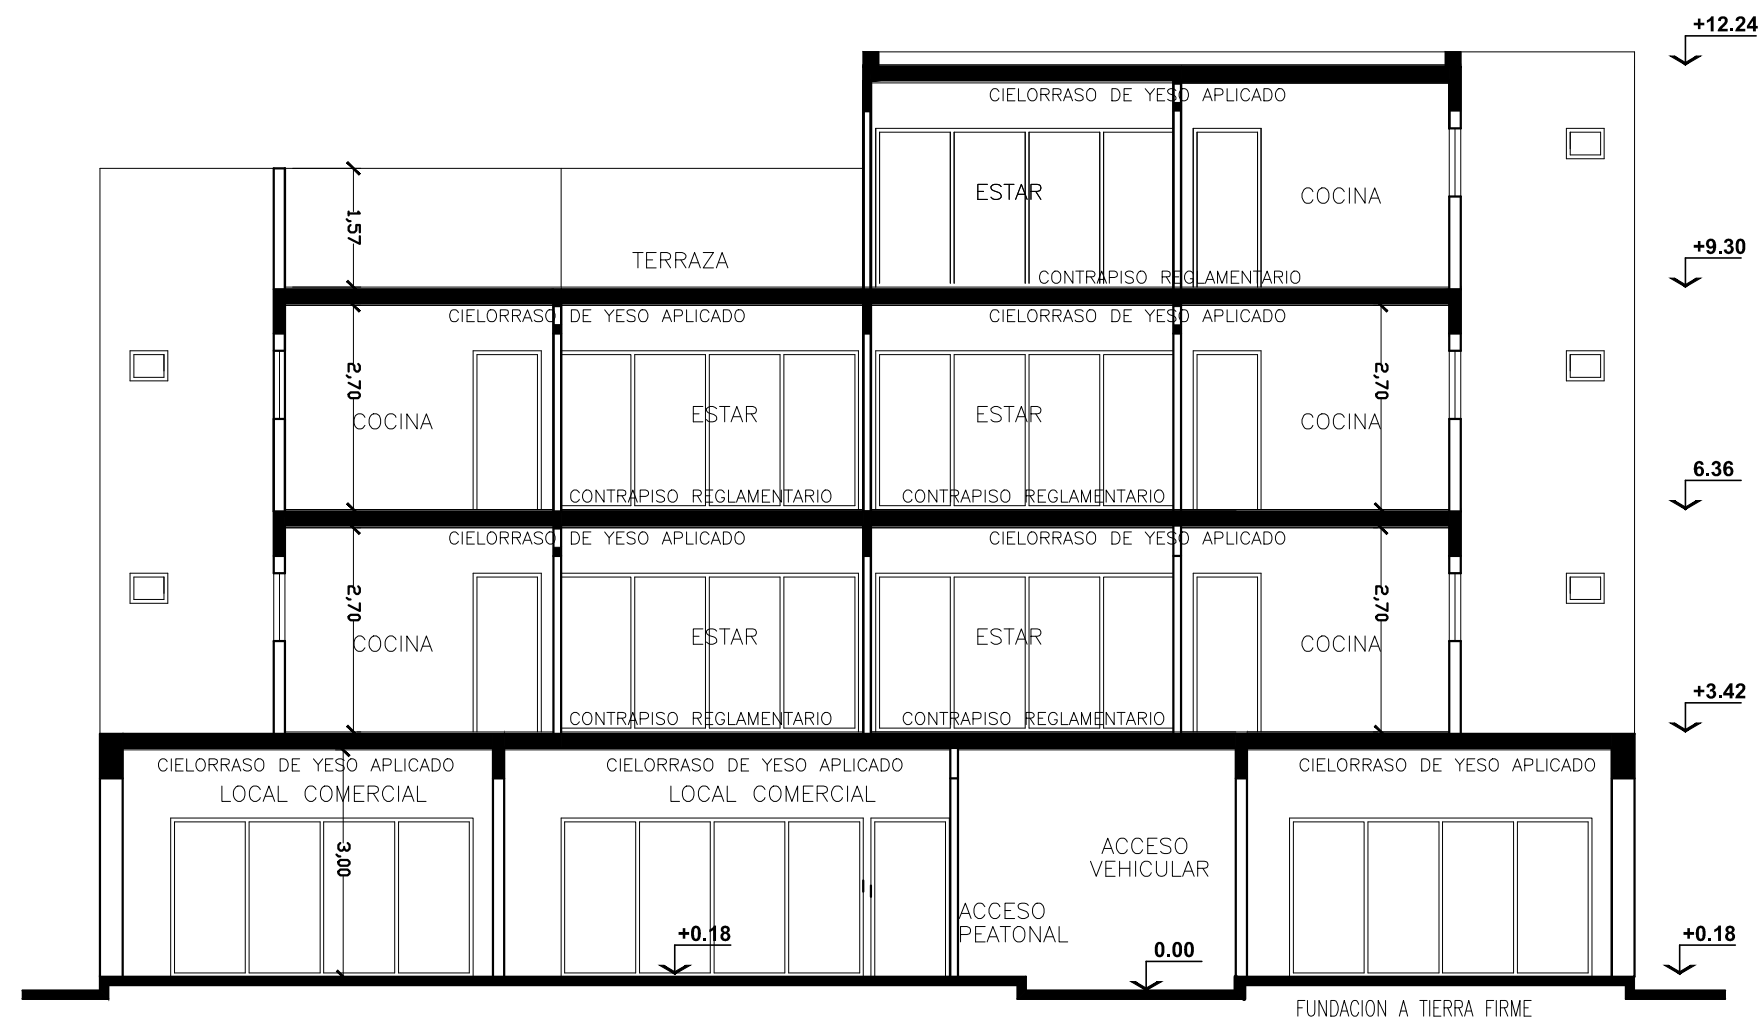 +12.24
CIELORRASO DE YESO APLICADO
ESTAR
COCINA
1,57
TERRAZA
+9.30
CONTRAPISO REGLAMENTARIO
CIELORRASO DE YESO APLICADO
CIELORRASO DE YESO APLICADO
2,70
2,70
COCINA
ESTAR
ESTAR
COCINA
6.36
CONTRAPISO REGLAMENTARIO
CONTRAPISO REGLAMENTARIO
CIELORRASO DE YESO APLICADO
CIELORRASO DE YESO APLICADO
2,70
2,70
COCINA
ESTAR
ESTAR
COCINA
+3.42
CONTRAPISO REGLAMENTARIO
CONTRAPISO REGLAMENTARIO
CIELORRASO DE YESO APLICADO
CIELORRASO DE YESO APLICADO
CIELORRASO DE YESO APLICADO
LOCAL COMERCIAL
LOCAL COMERCIAL
3,00
ACCESO
VEHICULAR
ACCESO
PEATONAL
+0.18
0.00
+0.18
FUNDACION A TIERRA FIRME